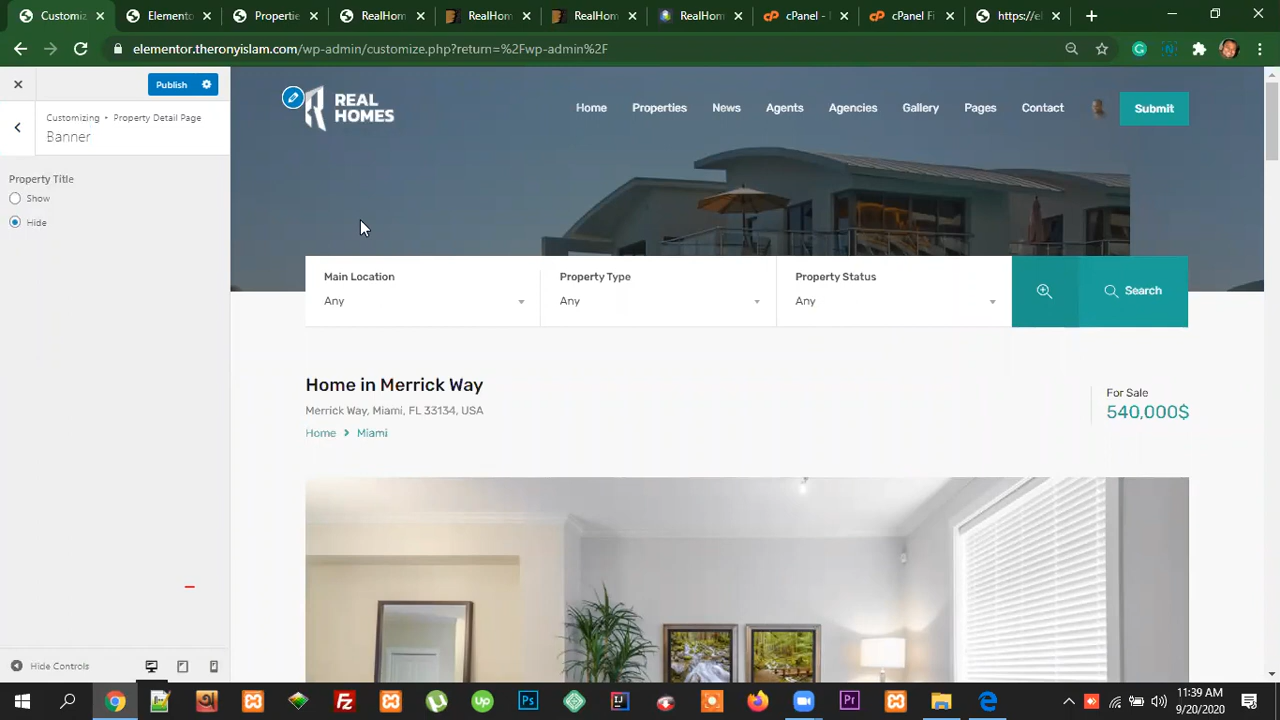 Customiz
Elemento
Propertie
RealHom
RealHom
RealHom
RealHom
cPanel -
cPanel Fi
https://el
elementor.theronyislam.com/wp-admin/customize.php?return=%2Fwp-admin%2F
Publish
Customizing • Property Detail Page
Banner
Property Title
Show
Hide
Hide Controls
REAL
HOMES
Home
Properties
News
Agents
Agencies
Gallery
Pages
Contact
Submit
Main Location
Any
Property Type
Any
Property Status
Any
Search
Home in Merrick Way
Merrick Way, Miami, FL 33134, USA
Home > Miami
For Sale
540,000$
11:39 AM
9/20/2020